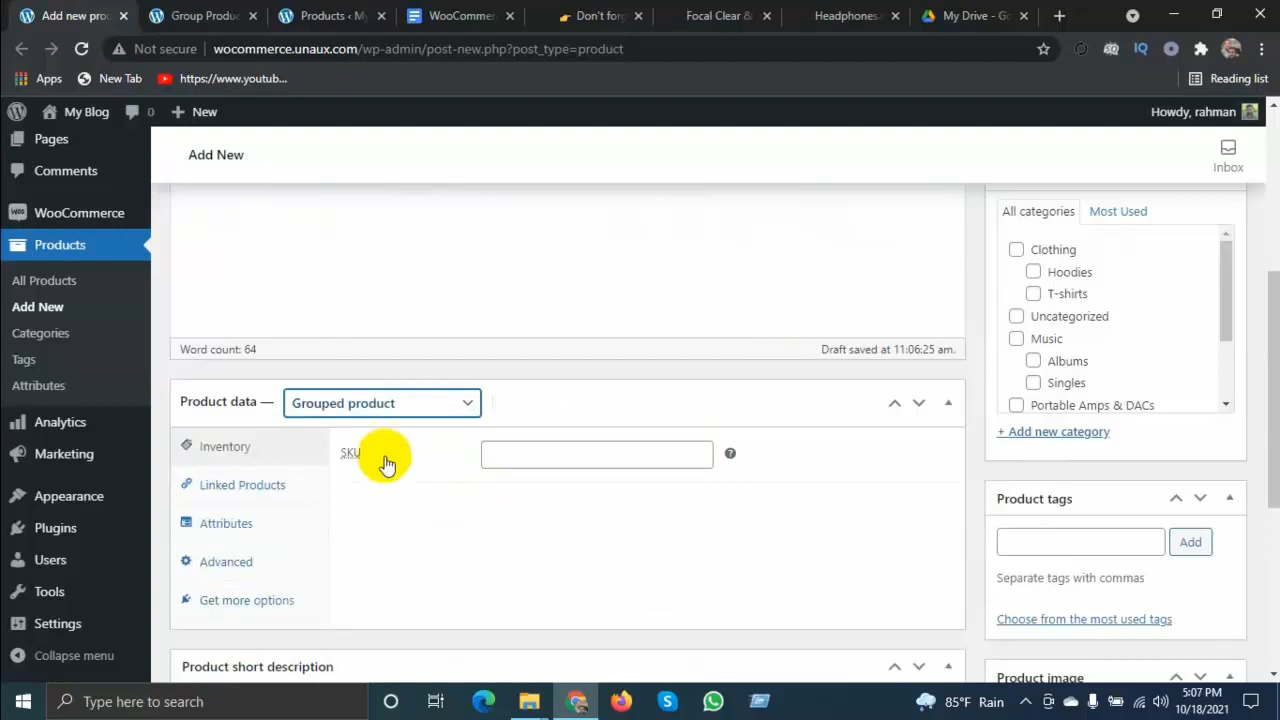 Add new proc
Group Produc
Products ‹ My
WooCommer
Don't forg
Focal Clear &
Headphones.
My Drive - Go
Not secure
wocommerce.unaux.com/wp-admin/post-new.php?post_type=product
Apps
New Tab
https://www.youtub...
Reading list
My Blog
0
New
Howdy, rahman
Pages
Comments
WooCommerce
Products
All Products
Add New
Categories
Tags
Attributes
Analytics
Marketing
Appearance
Plugins
Users
Tools
Settings
Collapse menu
Add New
Inbox
Word count: 64
Draft saved at 11:06:25 am.
Product data —
Grouped product
Inventory
SKU
Linked Products
Attributes
Advanced
Get more options
Product short description
All categories
Most Used
Clothing
Hoodies
T-shirts
Uncategorized
Music
Albums
Singles
Portable Amps & DACs
+ Add new category
Product tags
Add
Separate tags with commas
Choose from the most used tags
Product image
Type here to search
85°F Rain
5:07 PM
10/18/2021